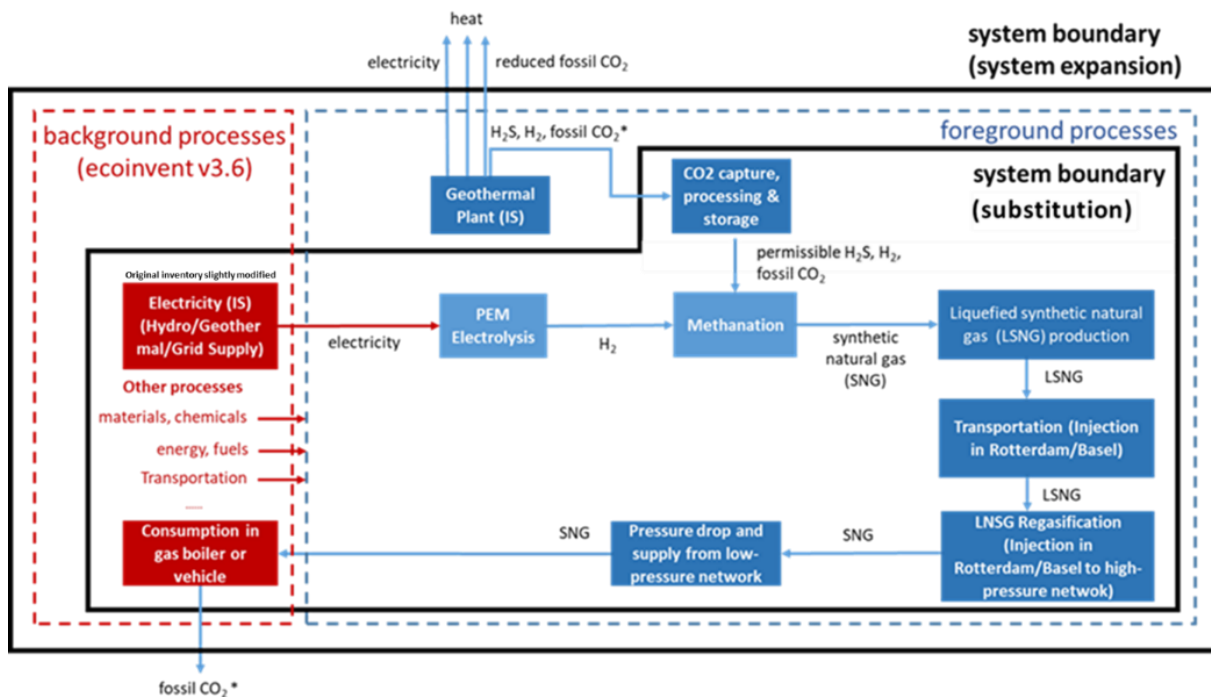 heat
system boundary
(system expansion)
electricity
reduced fossil CO₂
background processes
(ecoinvent v3.6)
H₂S, H₂, fossil CO₂*
foreground processes
Geothermal
Plant (IS)
CO2 capture,
processing &
storage
system boundary
(substitution)
permissible H₂S, H₂,
fossil CO₂
Original inventory slightly modified
Electricity (IS)
(Hydro/Geother
mal/Grid Supply)
electricity
PEM
Electrolysis
H₂
Methanation
synthetic
natural gas
(SNG)
Liquefied synthetic natural
gas (LSNG) production
LSNG
Other processes
materials, chemicals
energy, fuels
Transportation
......
Transportation (Injection
in Rotterdam/Basel)
LSNG
Consumption in
gas boiler or
vehicle
SNG
Pressure drop and
supply from low-
pressure network
SNG
LNSG Regasification
(Injection in
Rotterdam/Basel to high-
pressure netwok)
fossil CO₂ *